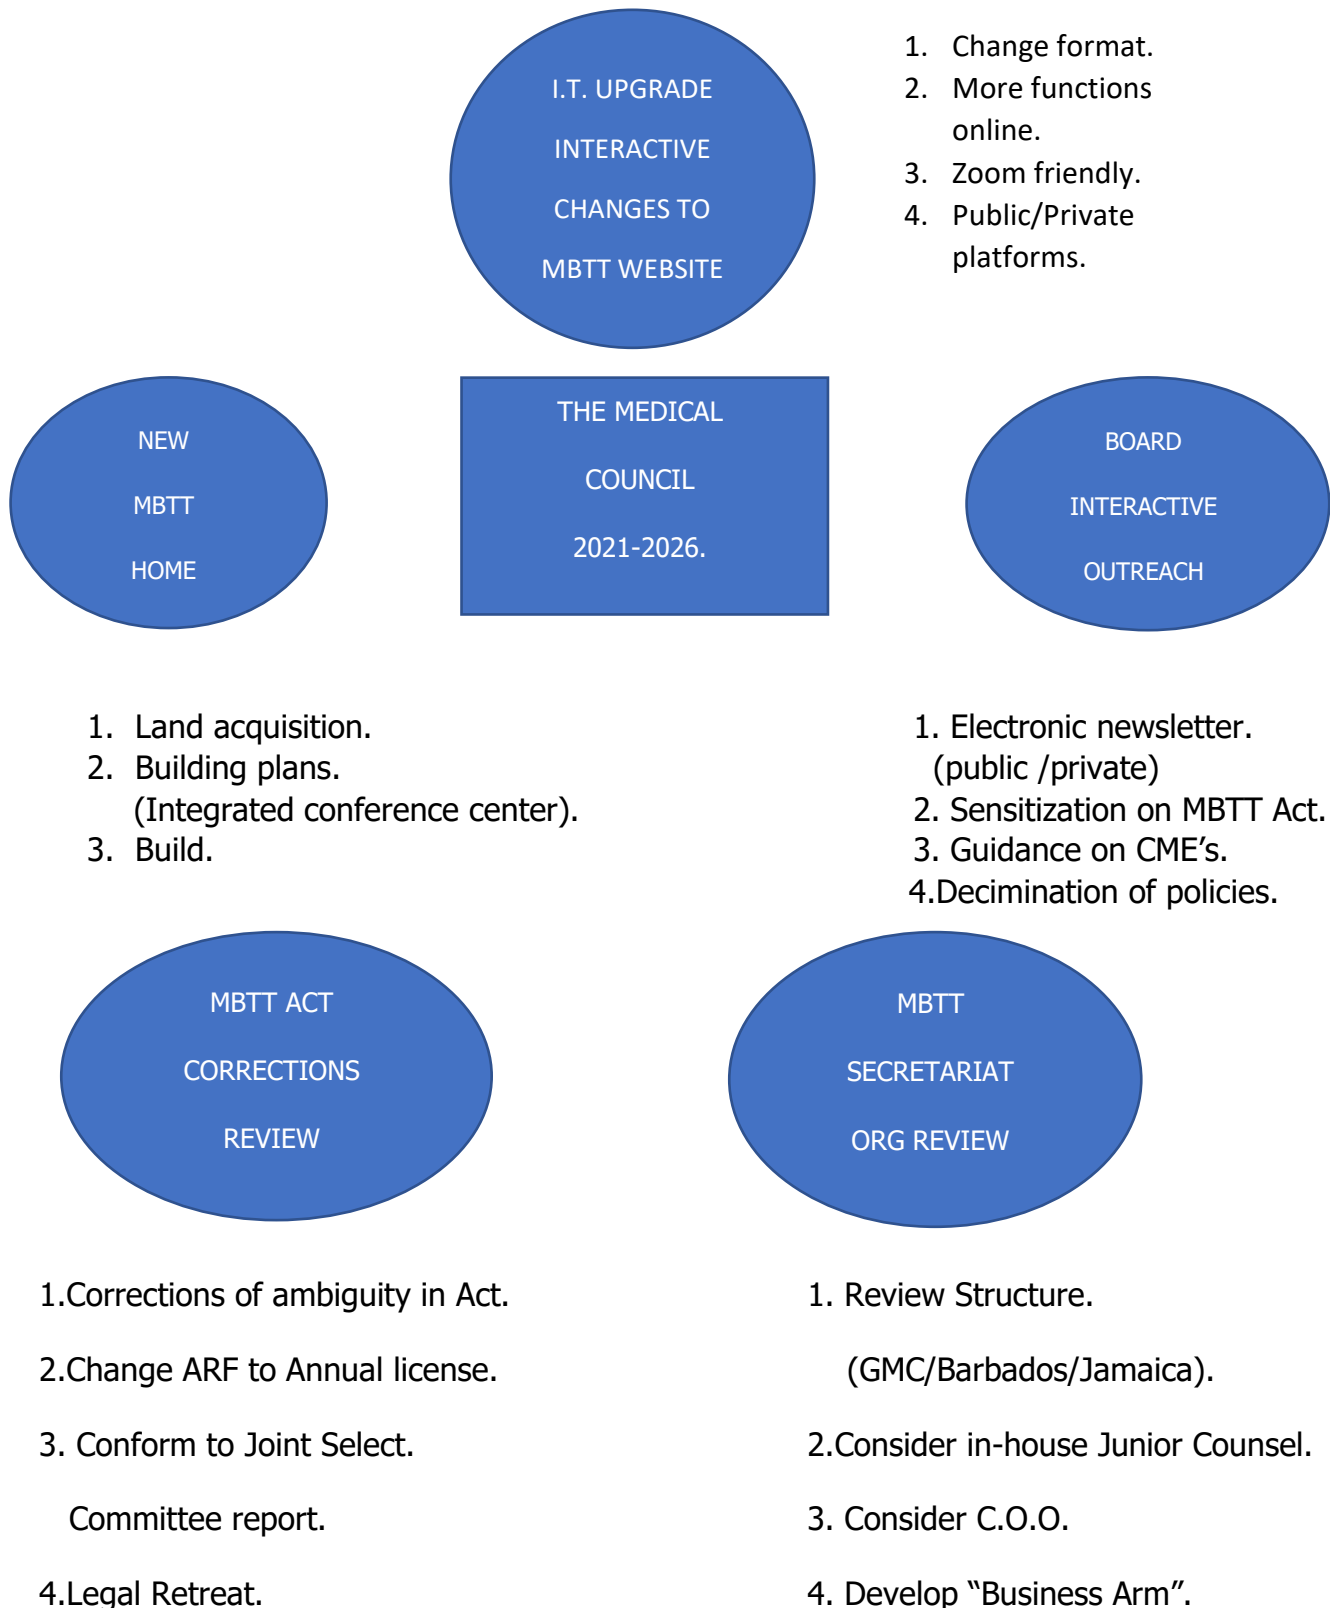 I.T. UPGRADE
INTERACTIVE
CHANGES TO
MBTT WEBSITE
1. Change format.
2. More functions
online.
3. Zoom friendly.
4. Public/Private
platforms.
NEW
MBTT
HOME
THE MEDICAL
COUNCIL
2021-2026.
BOARD
INTERACTIVE
OUTREACH
1. Land acquisition.
2. Building plans.
(Integrated conference center).
3. Build.
1. Electronic newsletter.
(public /private)
2. Sensitization on MBTT Act.
3. Guidance on CME’s.
4.Decimination of policies.
MBTT ACT
CORRECTIONS
REVIEW
MBTT
SECRETARIAT
ORG REVIEW
1.Corrections of ambiguity in Act.
2.Change ARF to Annual license.
3. Conform to Joint Select.
Committee report.
4.Legal Retreat.
1. Review Structure.
(GMC/Barbados/Jamaica).
2.Consider in-house Junior Counsel.
3. Consider C.O.O.
4. Develop “Business Arm”.